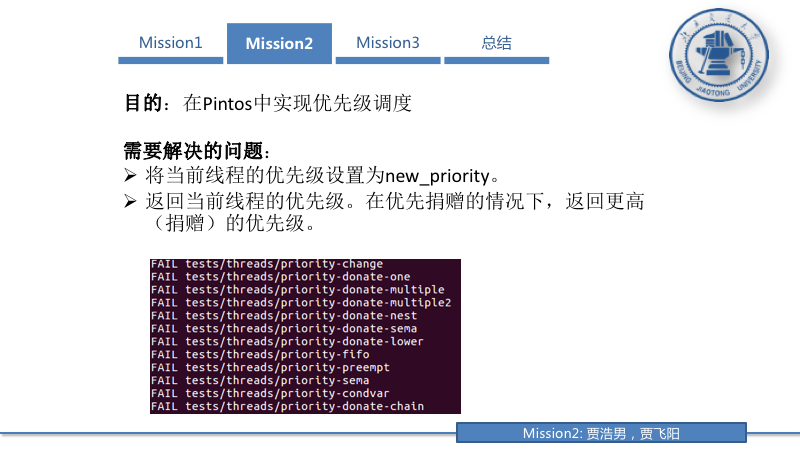 Mission1
Mission2
Mission3
总结
北京交通大学
BEIJING JIAOTONG UNIVERSITY
目的：在Pintos中实现优先级调度
需要解决的问题：
➢ 将当前线程的优先级设置为new_priority。
➢ 返回当前线程的优先级。在优先捐赠的情况下，返回更高
（捐赠）的优先级。
FAIL tests/threads/priority-change
FAIL tests/threads/priority-donate-one
FAIL tests/threads/priority-donate-multiple
FAIL tests/threads/priority-donate-multiple2
FAIL tests/threads/priority-donate-nest
FAIL tests/threads/priority-donate-sema
FAIL tests/threads/priority-donate-lower
FAIL tests/threads/priority-fifo
FAIL tests/threads/priority-preempt
FAIL tests/threads/priority-sema
FAIL tests/threads/priority-condvar
FAIL tests/threads/priority-donate-chain
Mission2: 贾浩男，贾飞阳